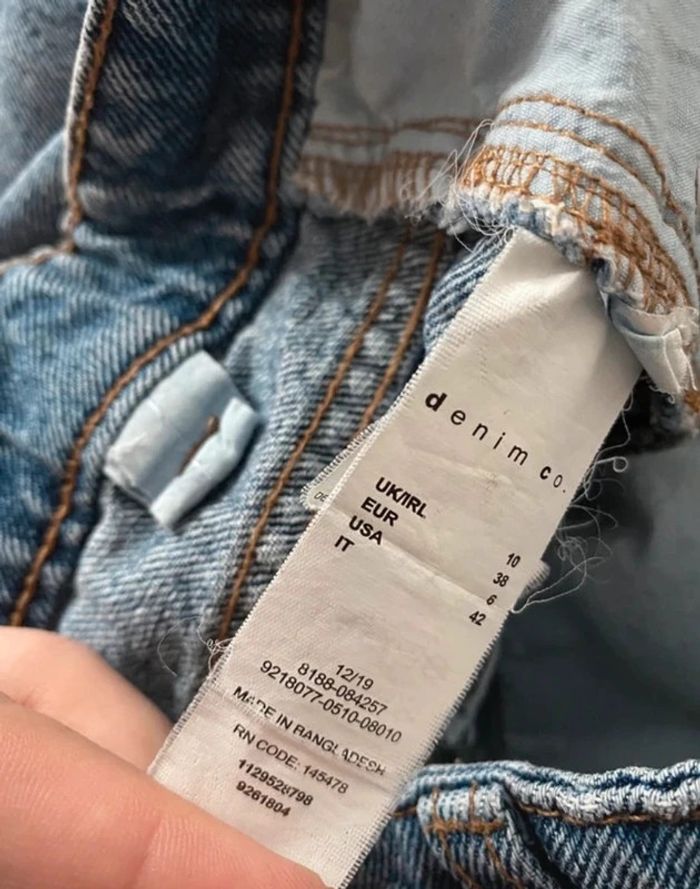 denim co.
UK/IRL 10
EUR 38
USA 6
IT 42
12/19
8188-084257
9218077-0510-08010
MADE IN BANGLADESH
RN CODE: 145478
1129528798
9261804